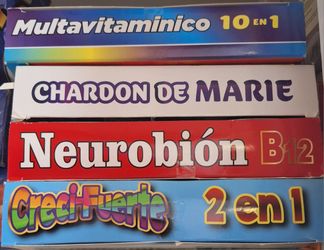 Multavitaminico 10 EN 1
CHARDON DE MARIE
Neurobión B12
Creci-Fuerte 2 en 1